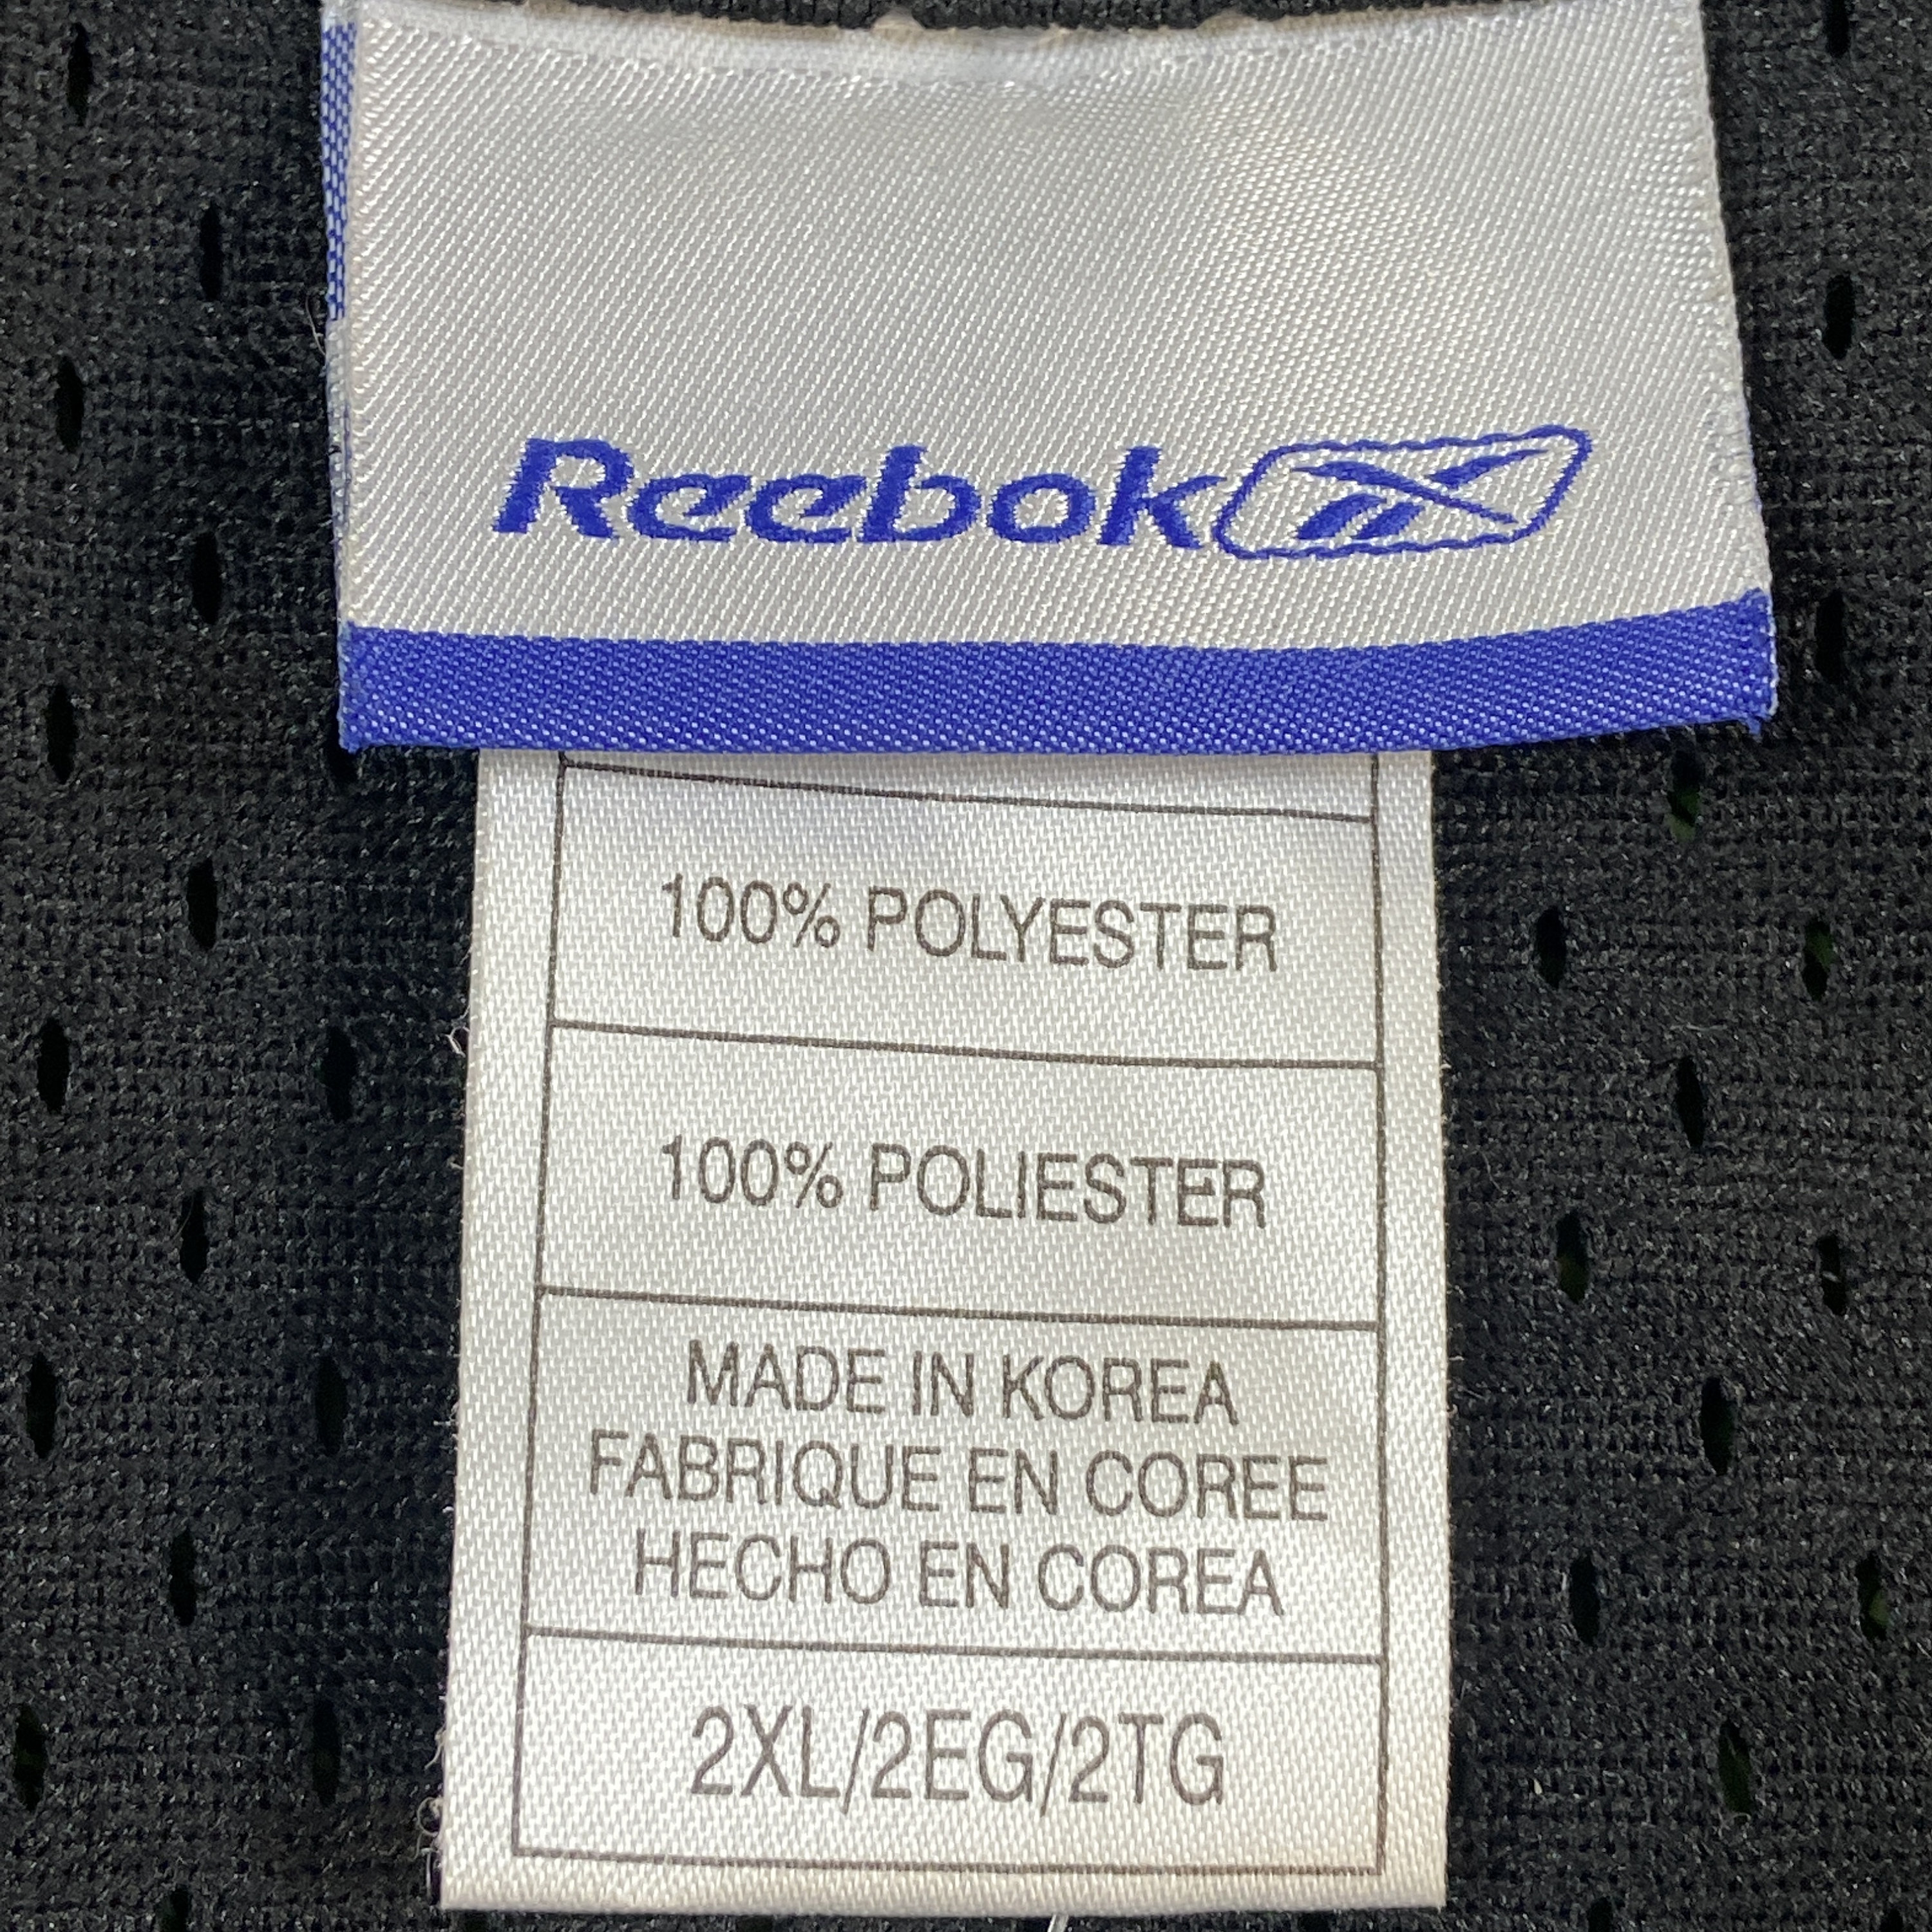 Reebok
100% POLYESTER
100% POLIESTER
MADE IN KOREA
FABRIQUE EN COREE
HECHO EN COREA
2XL/2EG/2TG